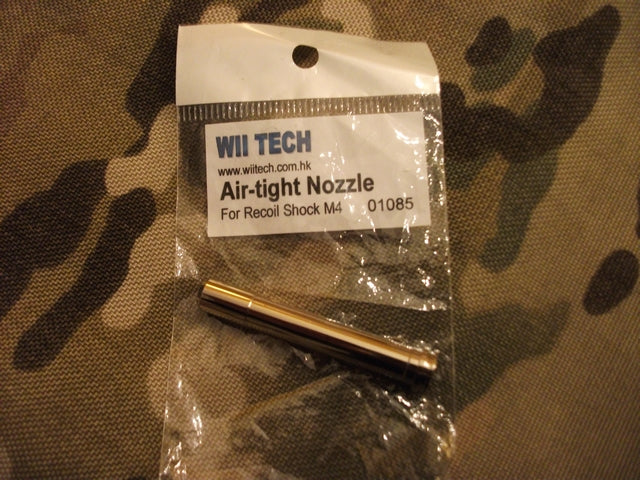 WII TECH
www.wiitech.com.hk
Air-tight Nozzle
For Recoil Shock M4 01085